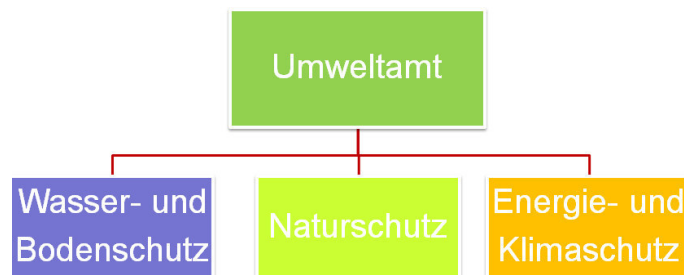 Umweltamt
Wasser- und
Bodenschutz
Naturschutz
Energie- und
Klimaschutz